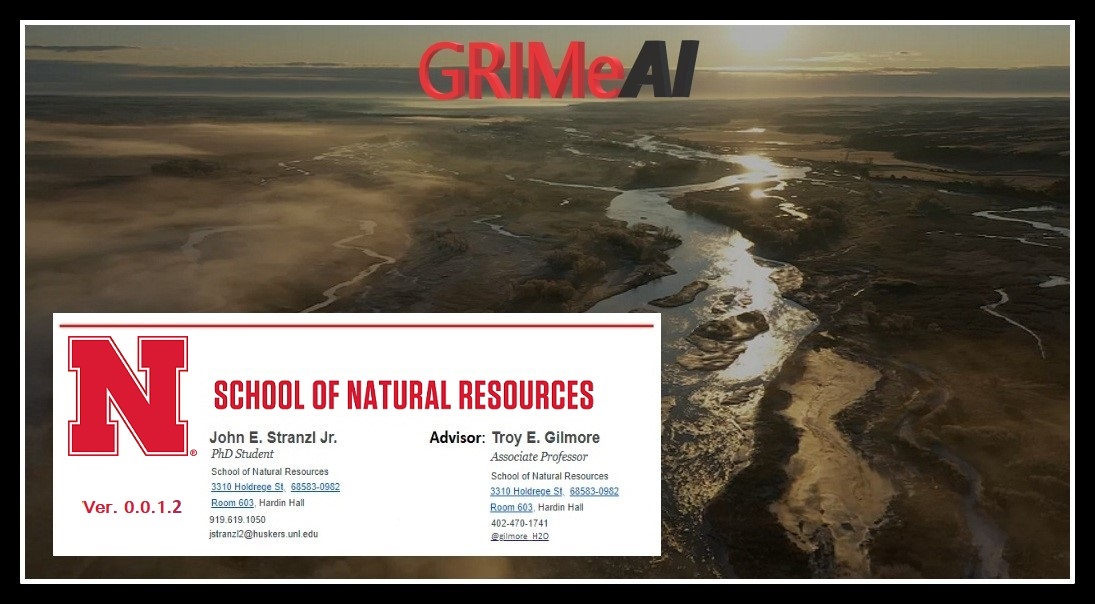 GRIMeAI
N®
SCHOOL OF NATURAL RESOURCES
John E. Stranzl Jr.
PhD Student
School of Natural Resources
3310 Holdrege St, 68583-0982
Room 603, Hardin Hall
919.619.1050
jstranzl2@huskers.unl.edu
Advisor: Troy E. Gilmore
Associate Professor
School of Natural Resources
3310 Holdrege St, 68583-0982
Room 603, Hardin Hall
402-470-1741
@gilmore_H2O
Ver. 0.0.1.2